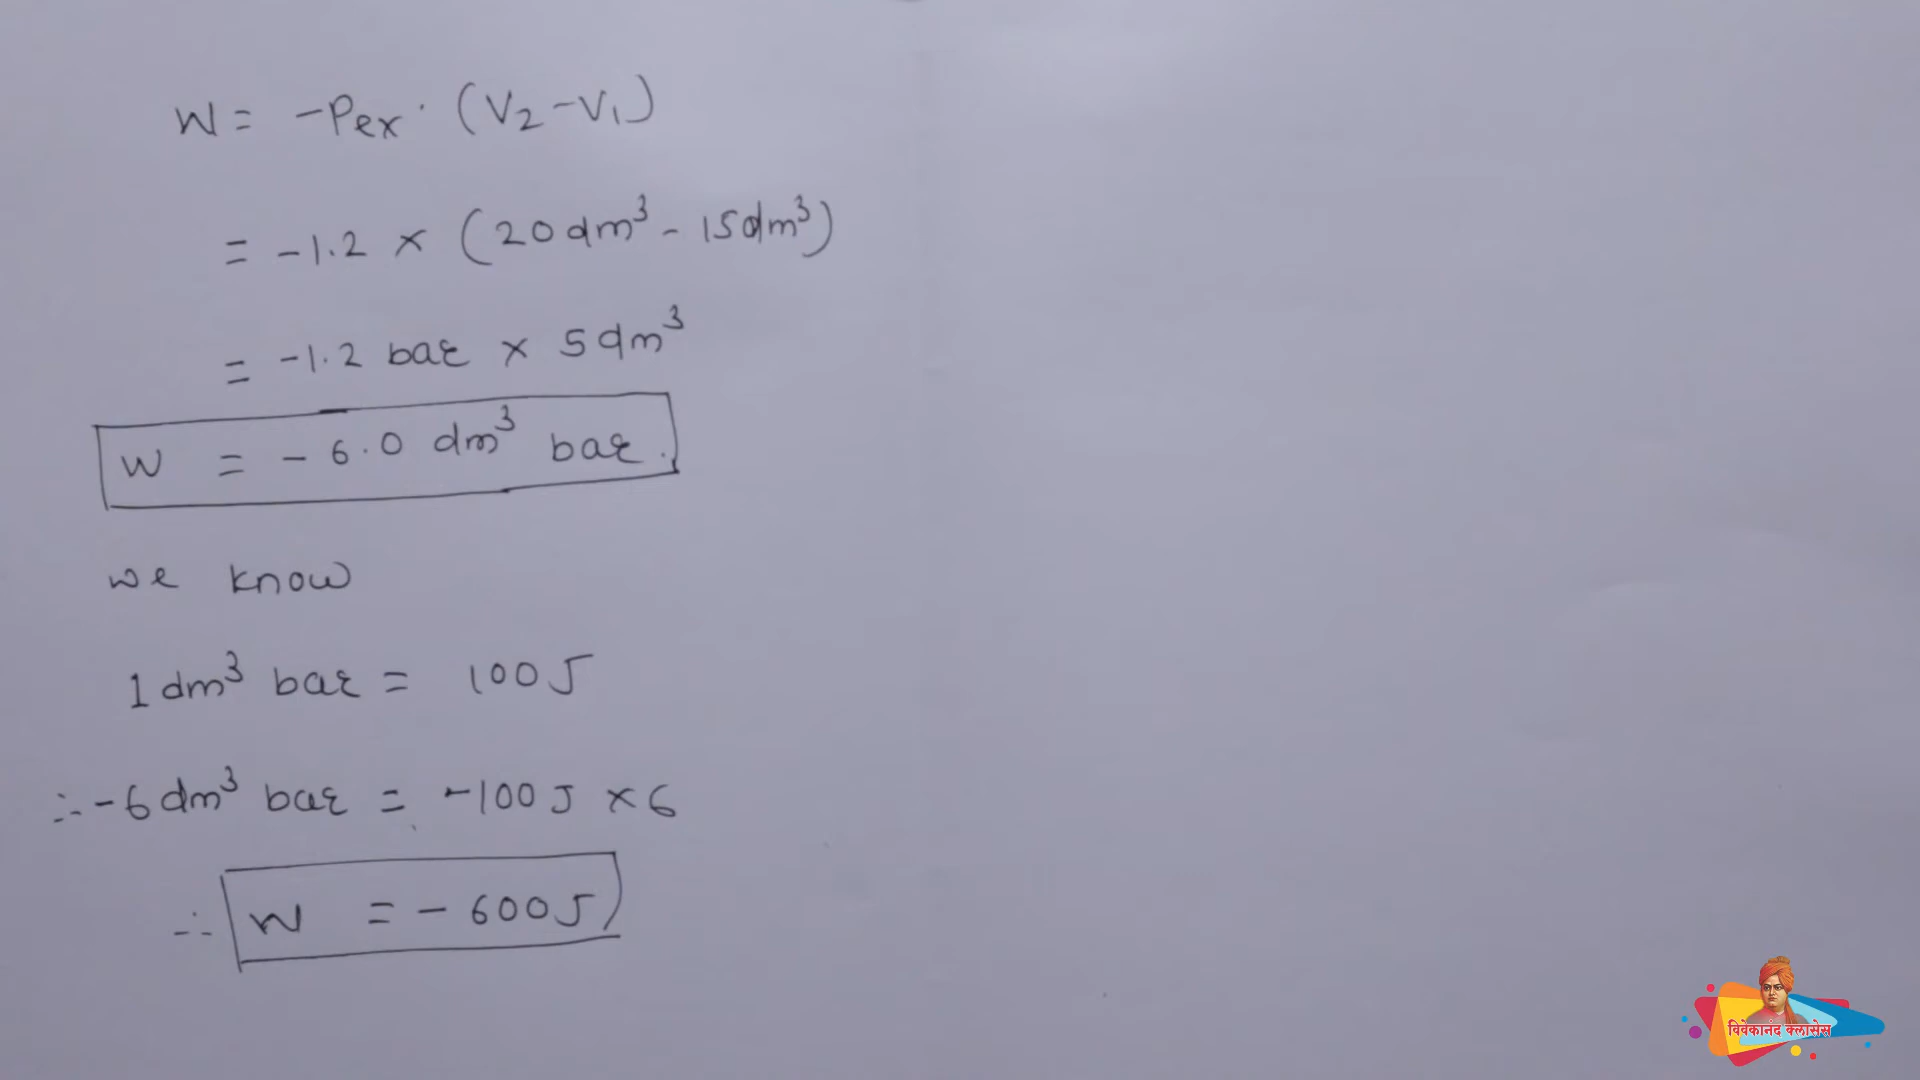 W = -Pex · (V2 - V1)
= -1.2 × (20 dm³ - 15 dm³)
= -1.2 bar × 5 dm³
W = -6.0 dm³ bar.
we know
1 dm³ bar = 100 J
∴ -6 dm³ bar = -100 J × 6
∴ W = -600 J
विवेकानंद क्लासेस